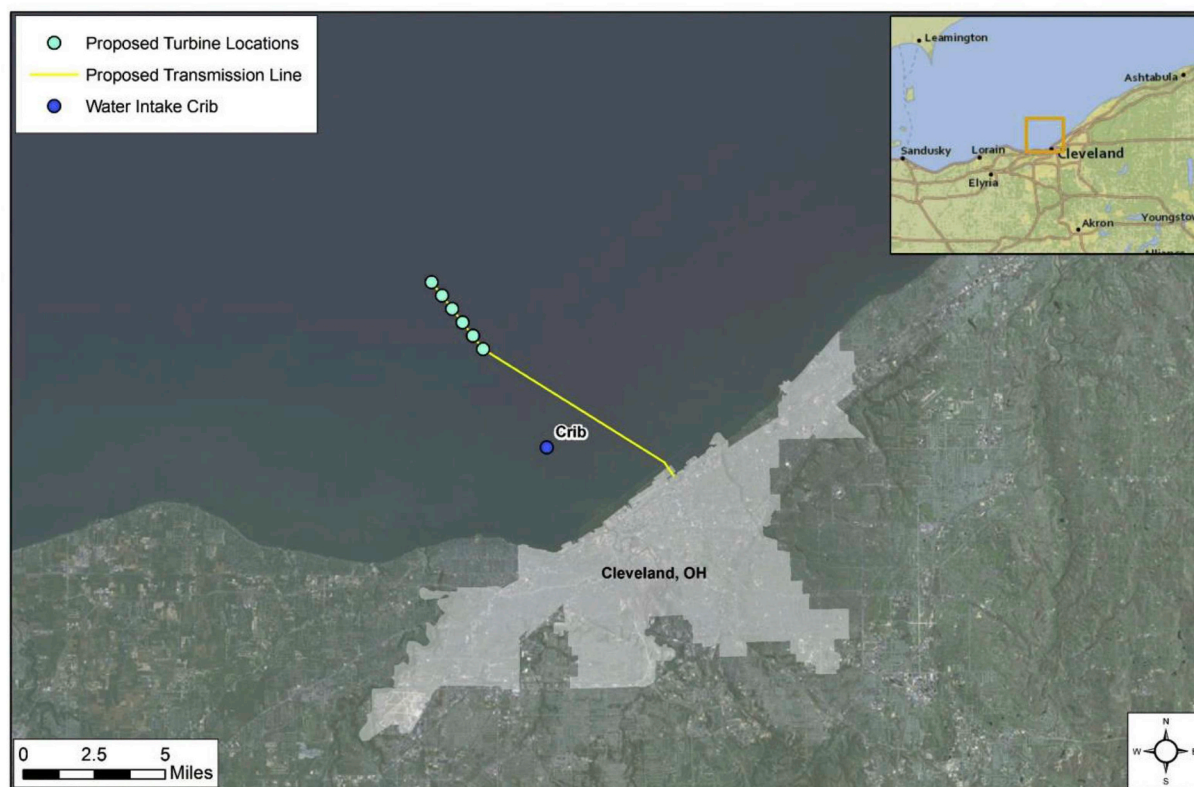 Proposed Turbine Locations
Proposed Transmission Line
Water Intake Crib
Leamington
Ashtabula
Sandusky
Lorain
Cleveland
Elyria
Akron
Crib
Cleveland, OH
0 2.5 5
Miles
N
W
S